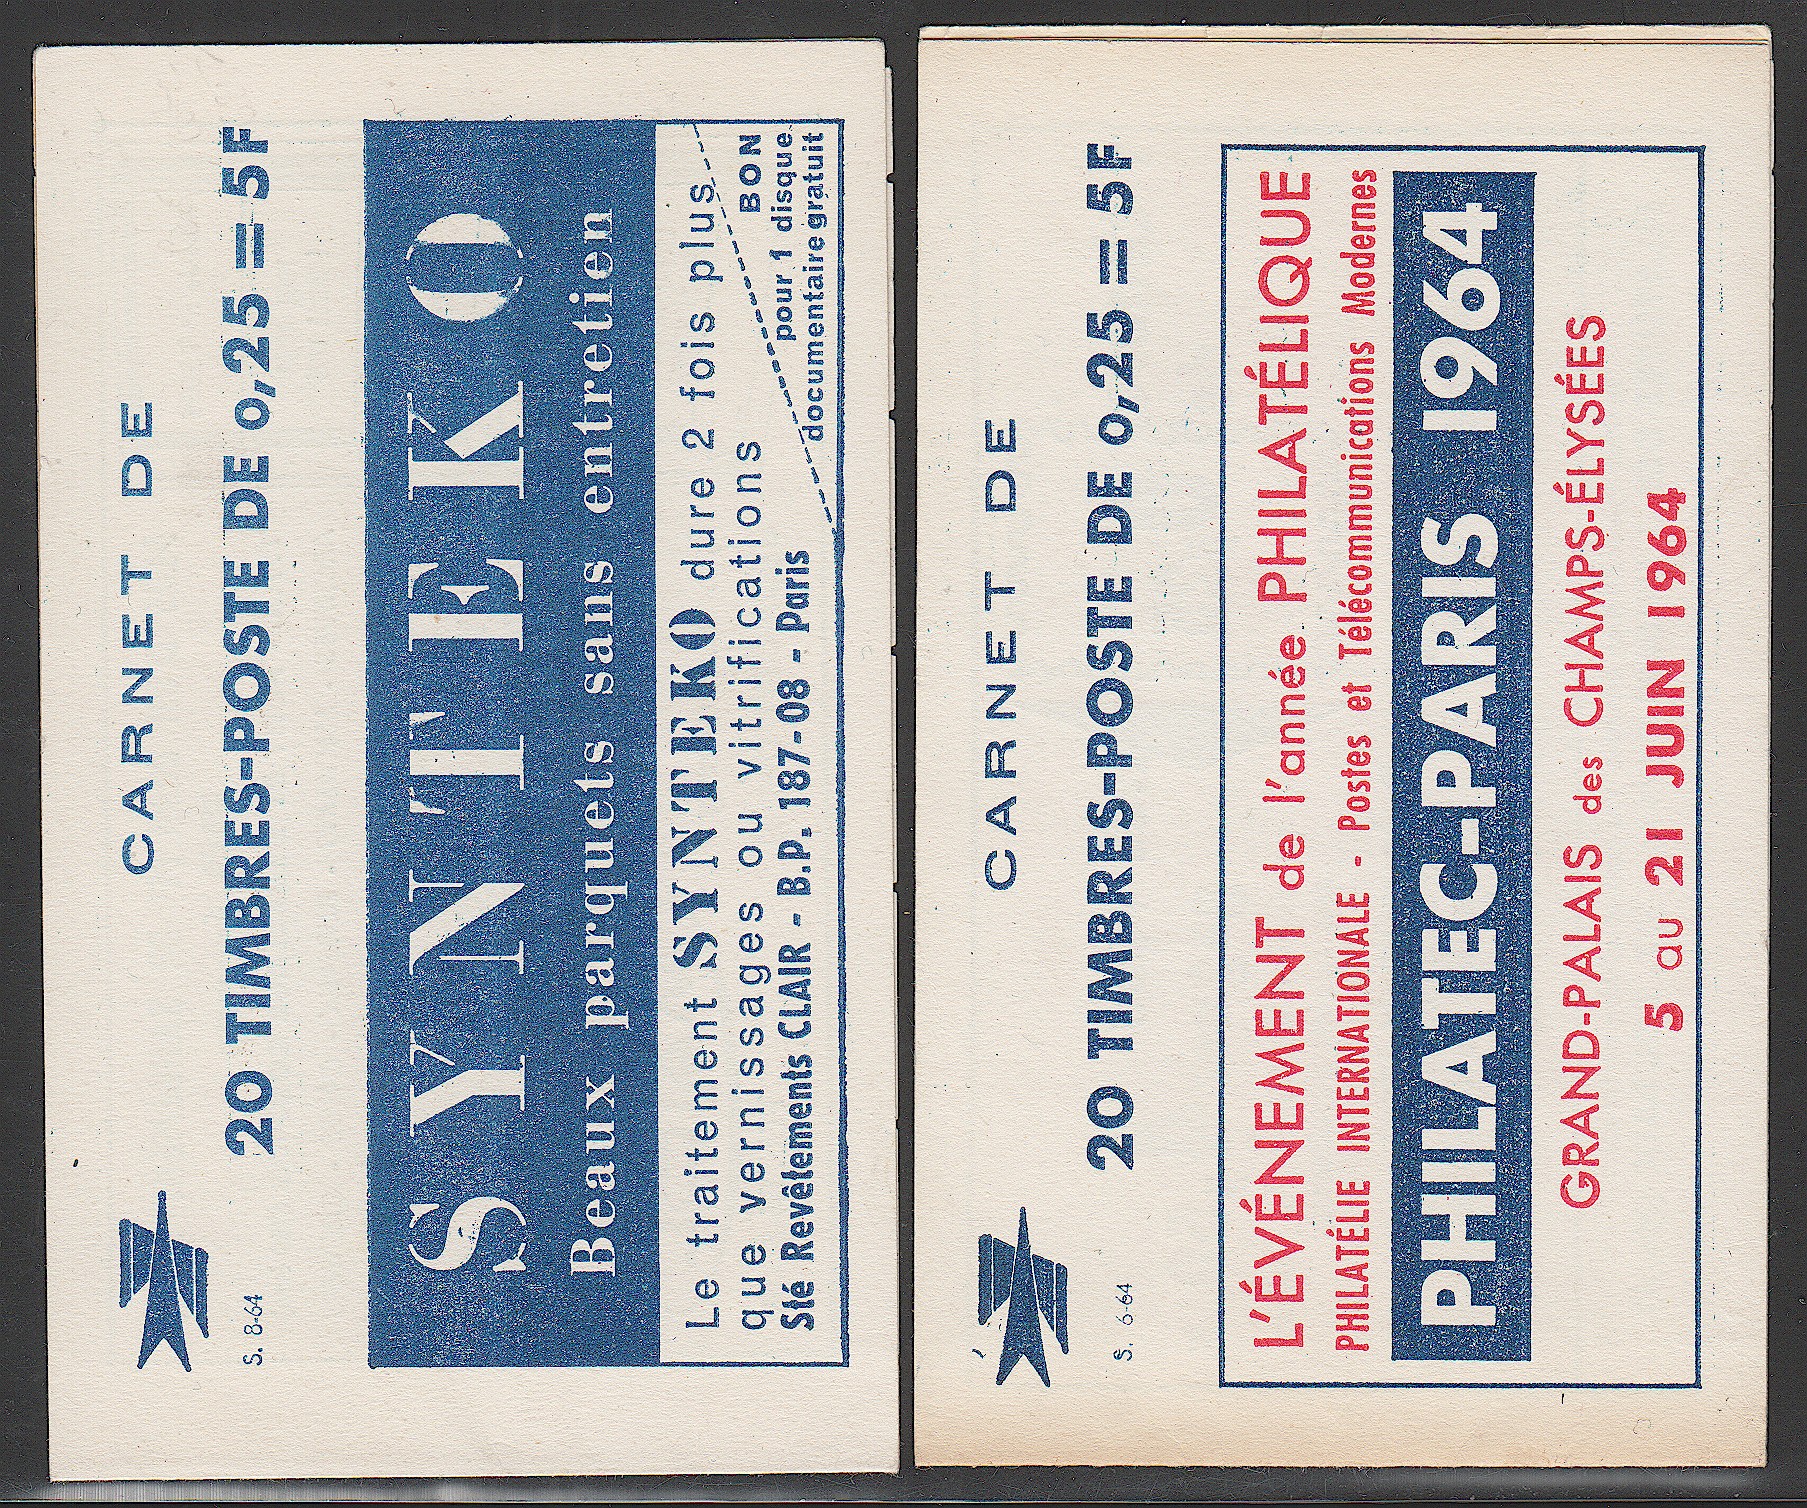 CARNET DE
20 TIMBRES-POSTE DE 0,25 = 5F
S. 8-64
SYNTEKO
Beaux parquets sans entretien
Le traitement SYNTEKO dure 2 fois plus
que vernissages ou vitrifications
Sté Revêtements CLAIR - B.P. 187-08 - Paris
BON
pour 1 disque
documentaire gratuit
CARNET DE
20 TIMBRES-POSTE DE 0,25 = 5F
S. 6-64
L'ÉVÉNEMENT de l'année PHILATÉLIQUE
PHILATÉLIE INTERNATIONALE - Postes et Télécommunications Modernes
PHILATEC-PARIS 1964
GRAND-PALAIS des CHAMPS-ÉLYSÉES
5 au 21 JUIN 1964